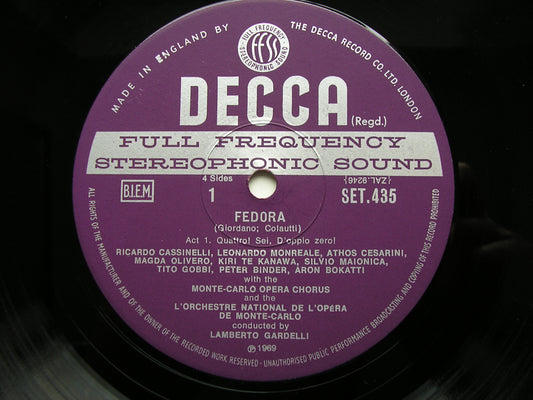 MADE IN ENGLAND BY
THE DECCA RECORD CO. LTD. LONDON
FULL FREQUENCY
FFSS
STEREOPHONIC SOUND
DECCA
(Regd.)
FULL FREQUENCY
STEREOPHONIC SOUND
4 Sides
{ZAL.9246}
B.I.E.M.
1
SET.435
FEDORA
(Giordano; Colautti)
Act 1. Quattro! Sei, D'oppio zero!
RICARDO CASSINELLI, LEONARDO MONREALE, ATHOS CESARINI,
MAGDA OLIVERO, KIRI TE KANAWA, SILVIO MAIONICA,
TITO GOBBI, PETER BINDER, ARON BOKATTI
with the
MONTE-CARLO OPERA CHORUS
and the
L'ORCHESTRE NATIONAL DE L'OPÉRA
DE MONTE-CARLO
conducted by
LAMBERTO GARDELLI
Ⓟ 1969
ALL RIGHTS OF THE MANUFACTURER AND OF THE OWNER OF THE RECORDED WORK RESERVED - UNAUTHORISED PUBLIC PERFORMANCE BROADCASTING AND COPYING OF THIS RECORD PROHIBITED